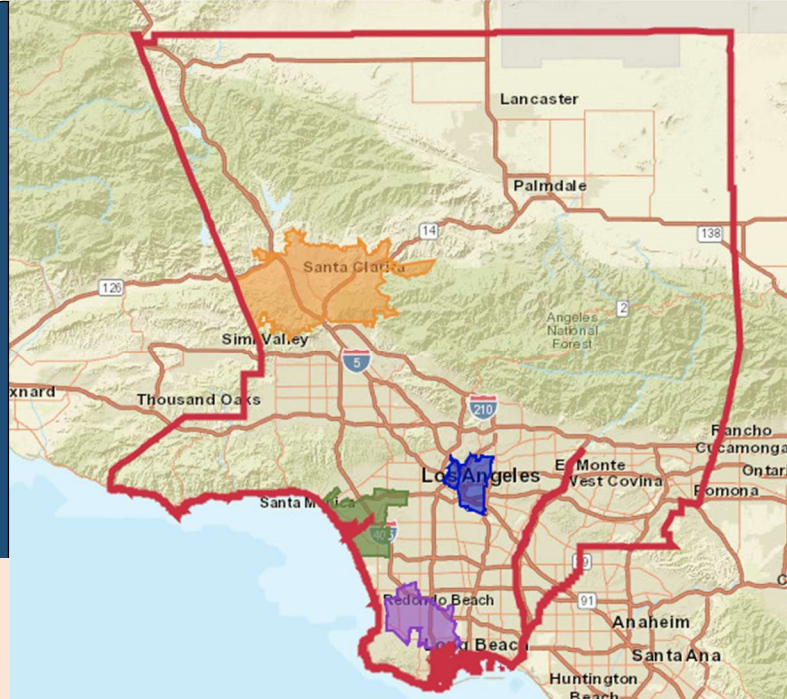 Lancaster
Palmdale
14
138
Santa Clarita
126
2
Angeles
National
Forest
Simi Valley
5
xnard
Thousand Oaks
210
Rancho
Cucamonga
Los Angeles
El Monte
West Covina
Ontar
Pomona
Santa Monica
405
91
Redondo Beach
Anaheim
Long Beach
Santa Ana
Huntington
Beach